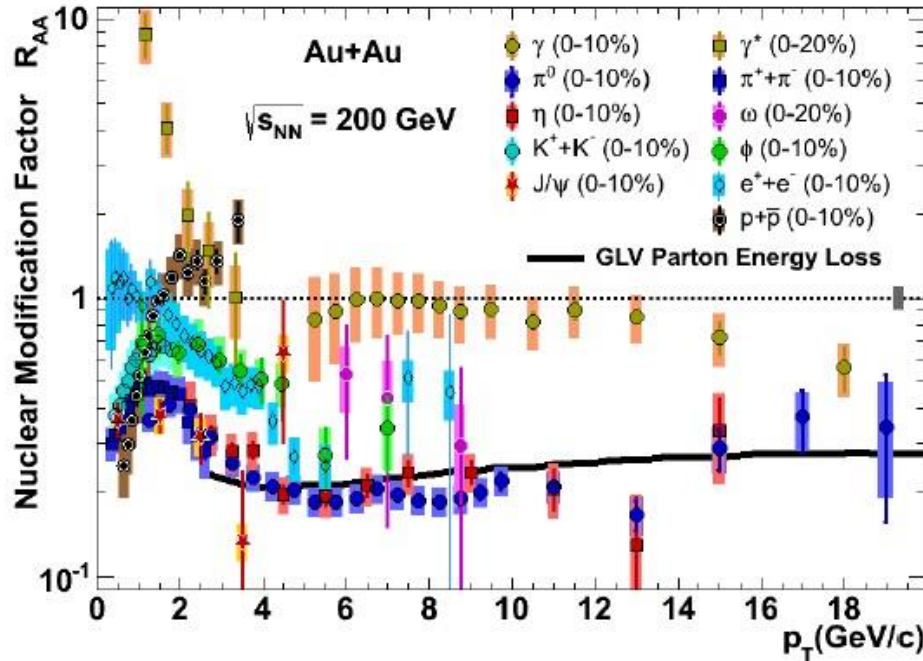 Nuclear Modification Factor R_AA
10
1
10⁻¹
Au+Au
√s_NN = 200 GeV
γ (0-10%)
π⁰ (0-10%)
η (0-10%)
K⁺+K⁻ (0-10%)
J/ψ (0-10%)
γ* (0-20%)
π⁺+π⁻ (0-10%)
ω (0-20%)
ϕ (0-10%)
e⁺+e⁻ (0-10%)
p+p̅ (0-10%)
GLV Parton Energy Loss
0 2 4 6 8 10 12 14 16 18
p_T(GeV/c)